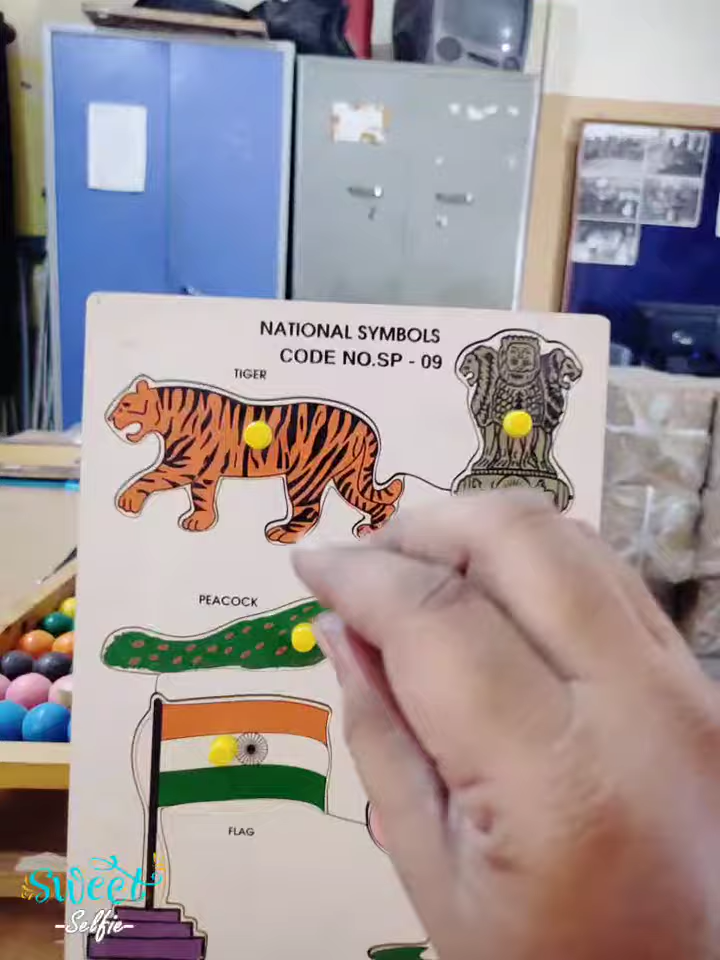 NATIONAL SYMBOLS
CODE NO.SP - 09
TIGER
PEACOCK
FLAG
Sweet
-Selfie-